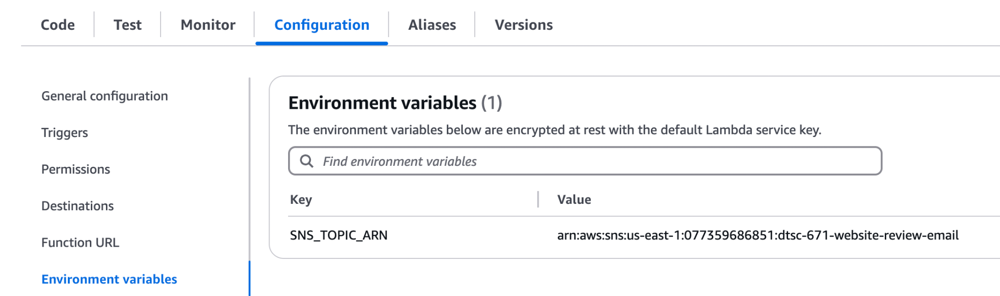 Code Test Monitor Configuration Aliases Versions
General configuration
Triggers
Permissions
Destinations
Function URL
Environment variables
Environment variables (1)
The environment variables below are encrypted at rest with the default Lambda service key.
Find environment variables
Key Value
SNS_TOPIC_ARN arn:aws:sns:us-east-1:077359686851:dtsc-671-website-review-email